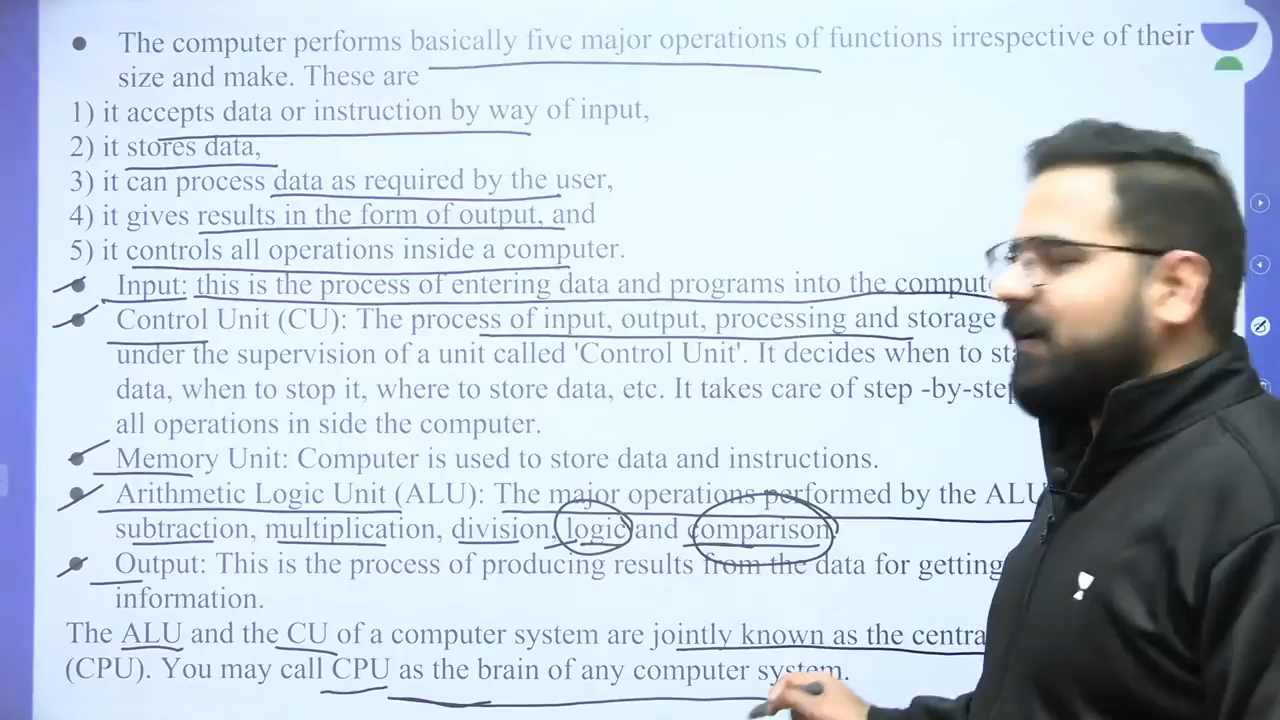 • The computer performs basically five major operations of functions irrespective of their
size and make. These are
1) it accepts data or instruction by way of input,
2) it stores data,
3) it can process data as required by the user,
4) it gives results in the form of output, and
5) it controls all operations inside a computer.
• Input: this is the process of entering data and programs into the
• Control Unit (CU): The process of input, output, processing and storage
under the supervision of a unit called 'Control Unit'. It decides when to
data, when to stop it, where to store data, etc. It takes care of step -by-step
all operations in side the computer.
• Memory Unit: Computer is used to store data and instructions.
• Arithmetic Logic Unit (ALU): The major operations performed by the ALU
subtraction, multiplication, division, logic and comparison
• Output: This is the process of producing results from the data for getting
information.
The ALU and the CU of a computer system are jointly known as the
(CPU). You may call CPU as the brain of any computer system.